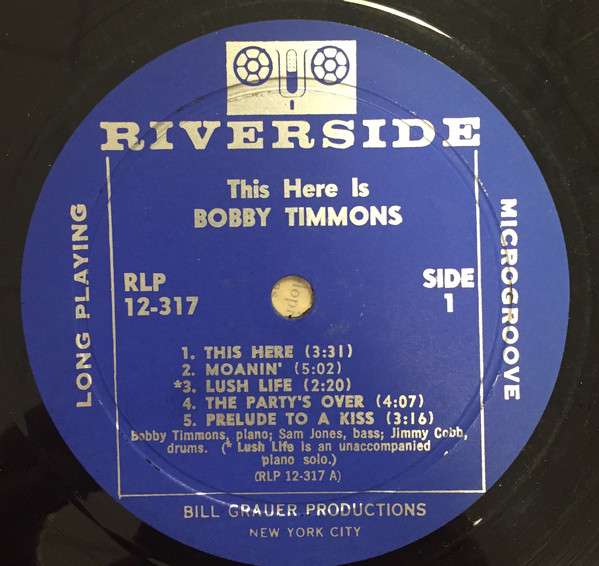 RIVERSIDE
This Here Is
BOBBY TIMMONS
LONG PLAYING
MICROGROOVE
RLP
12-317
SIDE
1
1. THIS HERE (3:31)
2. MOANIN' (5:02)
*3. LUSH LIFE (2:20)
4. THE PARTY'S OVER (4:07)
5. PRELUDE TO A KISS (3:16)
Bobby Timmons, piano; Sam Jones, bass; Jimmy Cobb,
drums. (* Lush Life is an unaccompanied
piano solo.)
(RLP 12-317 A)
BILL GRAUER PRODUCTIONS
NEW YORK CITY